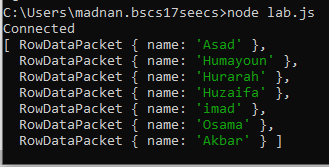 C:\Users\madnan.bscs17seecs>node lab.js
Connected
[ RowDataPacket { name: 'Asad' },
  RowDataPacket { name: 'Humayoun' },
  RowDataPacket { name: 'Hurarah' },
  RowDataPacket { name: 'Huzaifa' },
  RowDataPacket { name: 'imad' },
  RowDataPacket { name: 'Osama' },
  RowDataPacket { name: 'Akbar' } ]